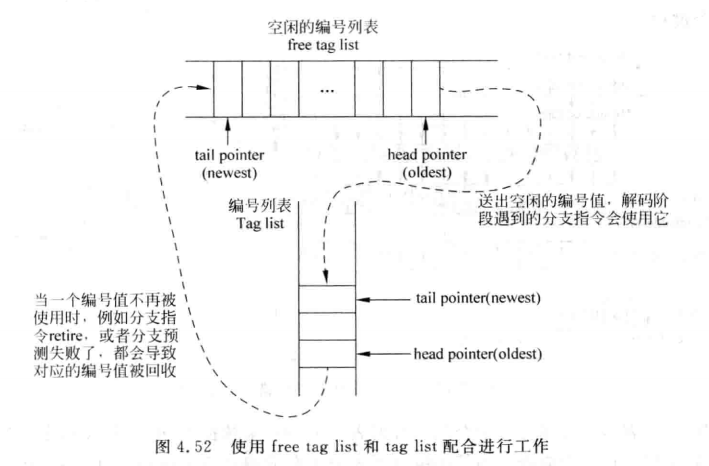 空闲的编号列表
free tag list
...
tail pointer
(newest)
head pointer
(oldest)
编号列表
Tag list
送出空闲的编号值，解码阶
段遇到的分支指令会使用它
tail pointer(newest)
head pointer(oldest)
当一个编号值不再被
使用时，例如分支指
令retire，或者分支预
测失败了，都会导致
对应的编号值被回收
图 4.52 使用 free tag list 和 tag list 配合进行工作